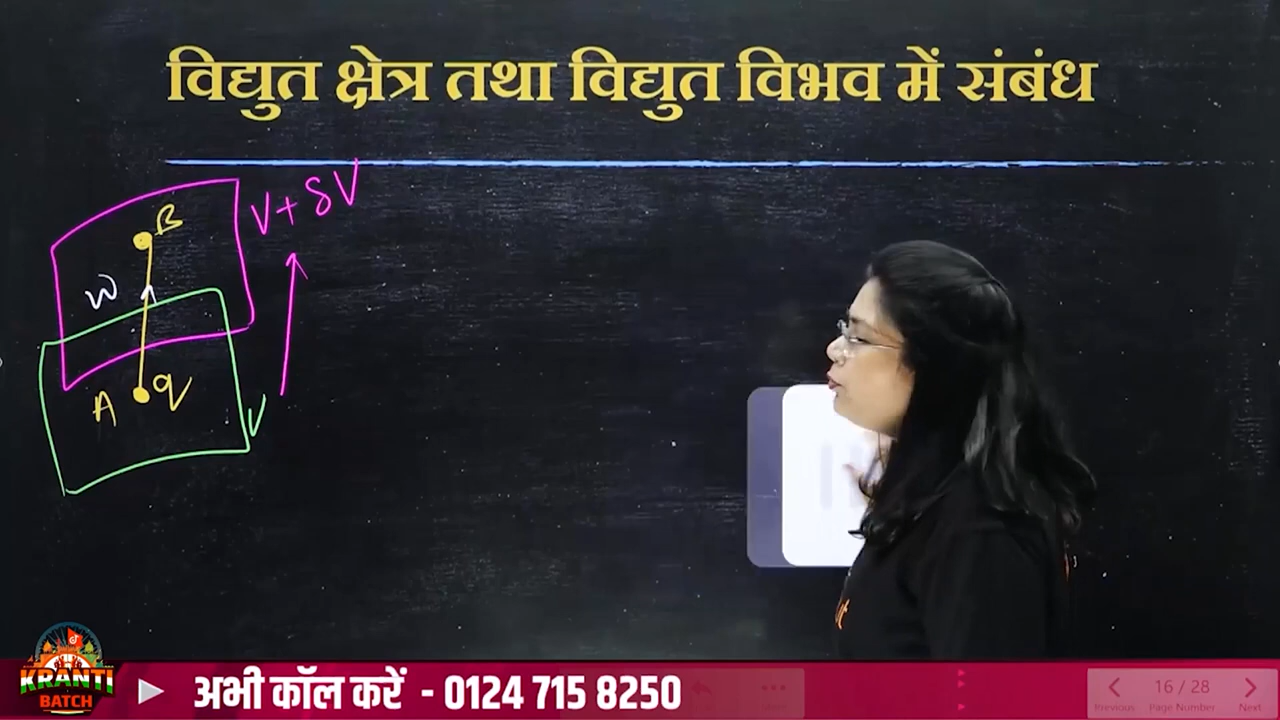 विद्युत क्षेत्र तथा विद्युत विभव में संबंध
V + δV
B
W
A q
V
KRANTI
BATCH
अभी कॉल करें - 0124 715 8250
16 / 28
Previous Page Number Next